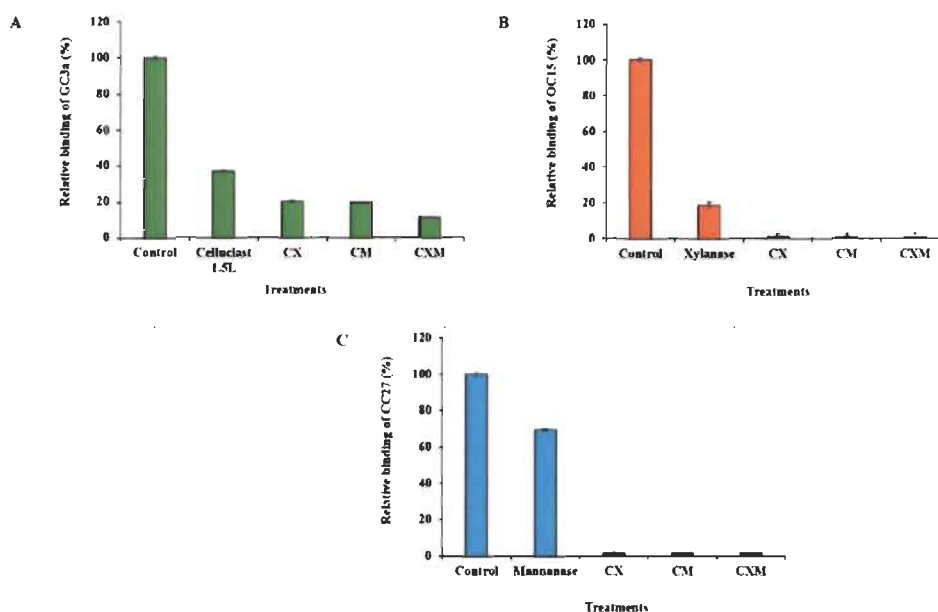 A
Relative binding of GC3a (%)
120
100
80
60
40
20
0
Control
Celluclast
1.5L
CX
CM
CXM
Treatments
B
Relative binding of OC15 (%)
120
100
80
60
40
20
0
Control
Xylanase
CX
CM
CXM
Treatments
C
Relative binding of CC27 (%)
120
100
80
60
40
20
0
Control
Mannanase
CX
CM
CXM
Treatments